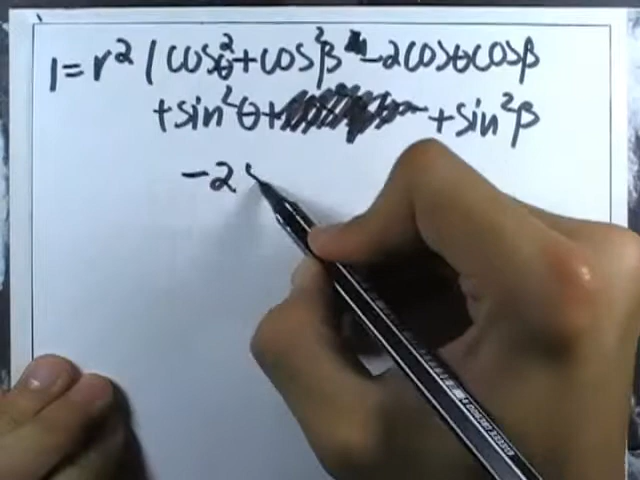 1 = r² (cos²θ + cos²β - 2cosθcosβ
+ sin²θ + + sin²β
-2